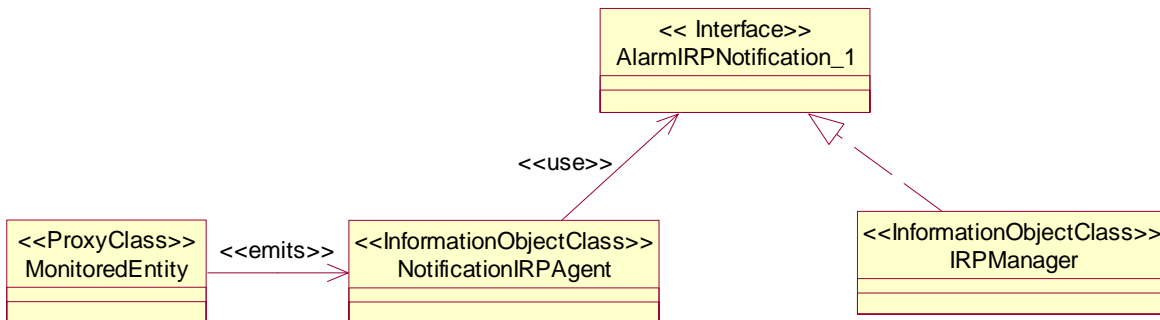 << Interface>>
AlarmIRPNotification_1
<<use>>
<<ProxyClass>>
MonitoredEntity
<<emits>>
<<InformationObjectClass>>
NotificationIRPAgent
<<InformationObjectClass>>
IRPManager